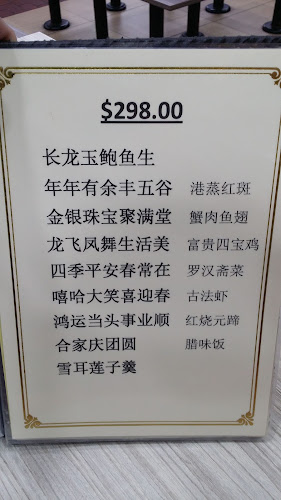 $298.00
长龙玉鲍鱼生
年年有余丰五谷 港蒸红斑
金银珠宝聚满堂 蟹肉鱼翅
龙飞凤舞生活美 富贵四宝鸡
四季平安春常在 罗汉斋菜
嘻哈大笑喜迎春 古法虾
鸿运当头事业顺 红烧元蹄
合家庆团圆 腊味饭
雪耳莲子羹